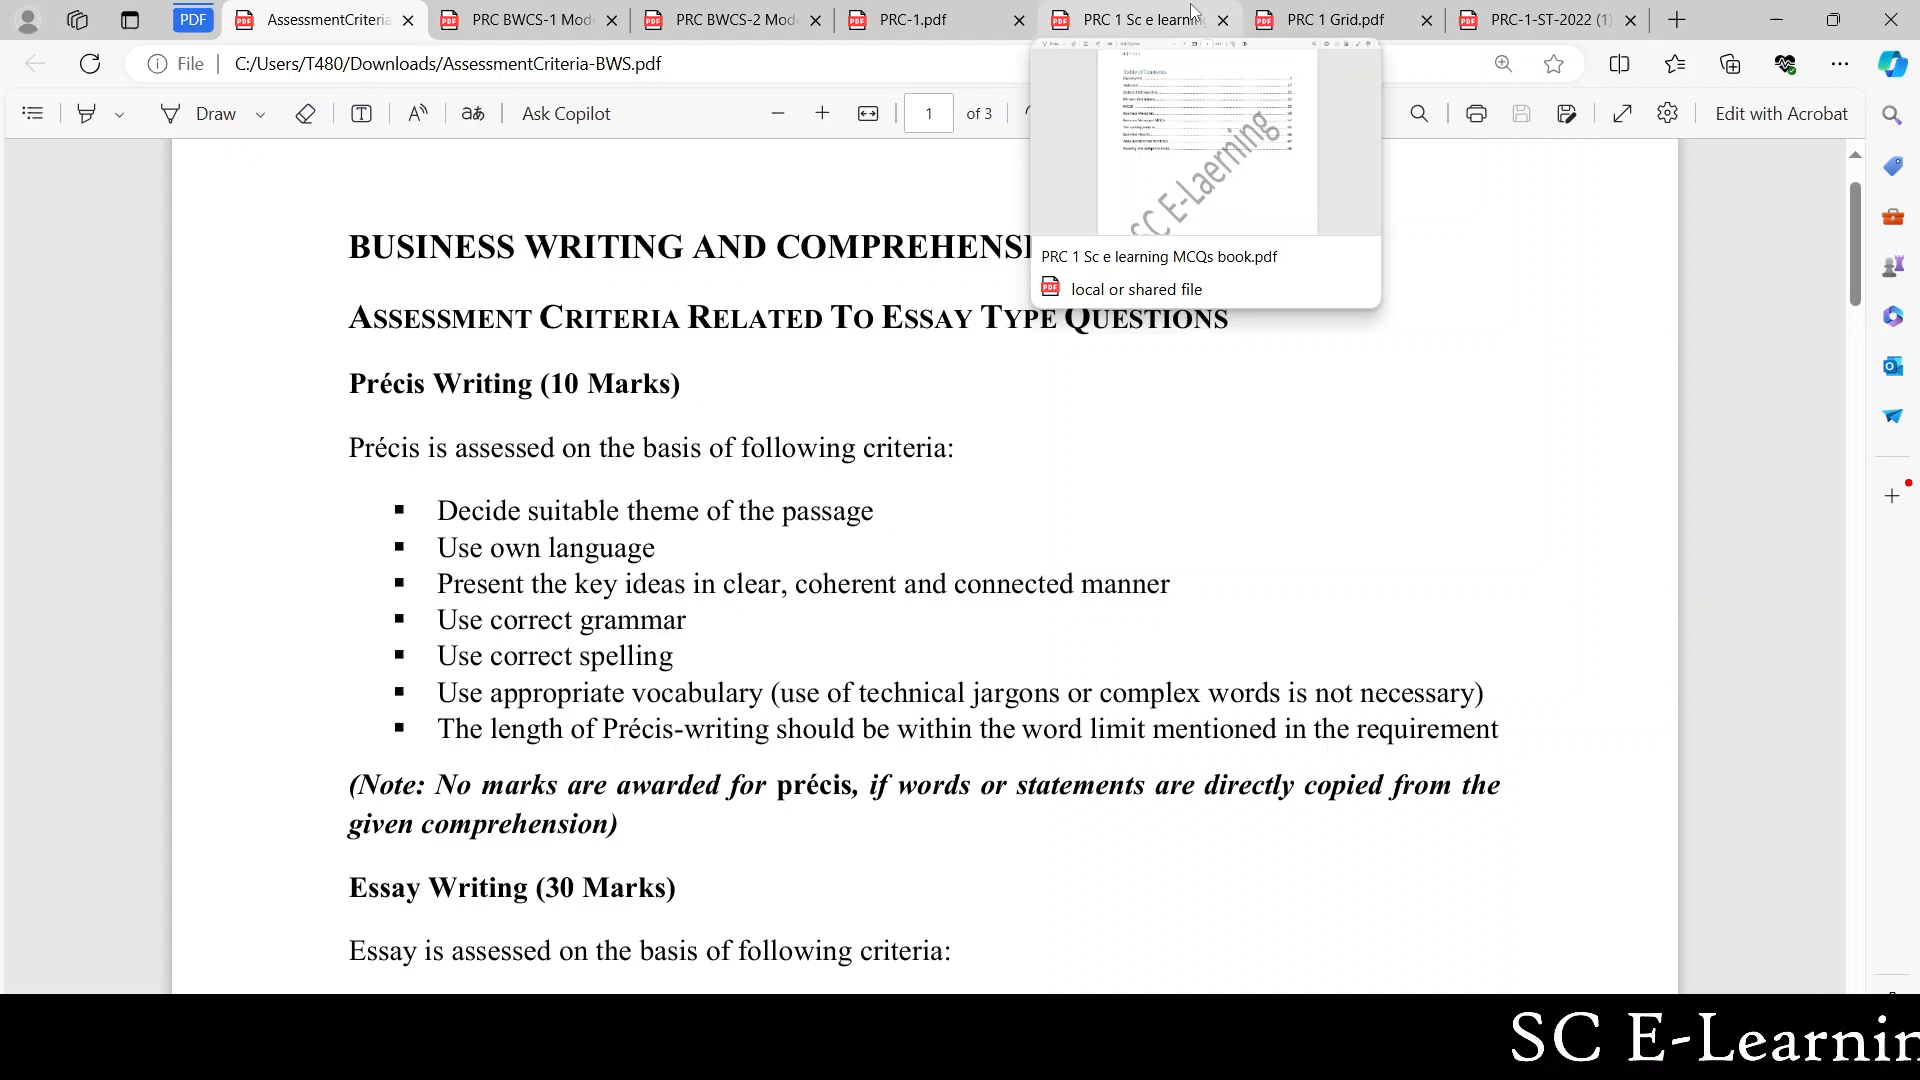 PDF
AssessmentCriteria
PRC BWCS-1 Mod
PRC BWCS-2 Mod
PRC-1.pdf
PRC 1 Sc e learni
PRC 1 Grid.pdf
PRC-1-ST-2022 (1)
File
C:/Users/T480/Downloads/AssessmentCriteria-BWS.pdf
Draw
Ask Copilot
1
of 3
Edit with Acrobat
Table of Contents
SC E-Laerning
PRC 1 Sc e learning MCQs book.pdf
local or shared file
BUSINESS WRITING AND COMPREHENSI
ASSESSMENT CRITERIA RELATED TO ESSAY TYPE QUESTIONS
Précis Writing (10 Marks)
Précis is assessed on the basis of following criteria:
▪ Decide suitable theme of the passage
▪ Use own language
▪ Present the key ideas in clear, coherent and connected manner
▪ Use correct grammar
▪ Use correct spelling
▪ Use appropriate vocabulary (use of technical jargons or complex words is not necessary)
▪ The length of Précis-writing should be within the word limit mentioned in the requirement
(Note: No marks are awarded for précis, if words or statements are directly copied from the
given comprehension)
Essay Writing (30 Marks)
Essay is assessed on the basis of following criteria:
SC E-Learnin